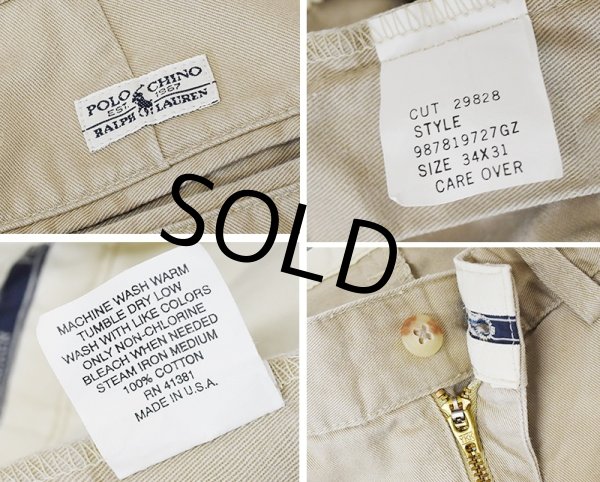 POLO CHINO
EST. 1967
RALPH LAUREN
CUT 29828
STYLE
987819727GZ
SIZE 34X31
CARE OVER
SOLD
MACHINE WASH WARM
TUMBLE DRY LOW
WASH WITH LIKE COLORS
ONLY NON-CHLORINE
BLEACH WHEN NEEDED
STEAM IRON MEDIUM
100% COTTON
RN 41381
MADE IN U.S.A.